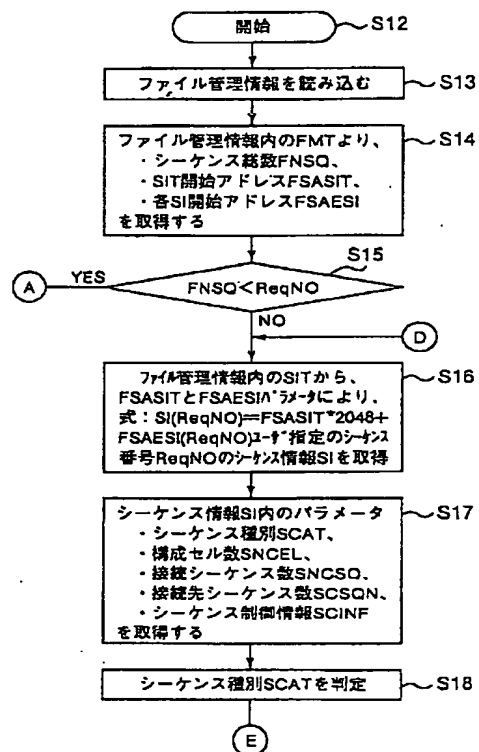 開始
S12
ファイル管理情報を読み込む
S13
ファイル管理情報内のFMTより、
・シーケンス総数FNSQ、
・SIT開始アドレスFSASIT、
・各SI開始アドレスFSAESI
を取得する
S14
S15
A
YES
FNSQ<ReqNO
NO
D
ファイル管理情報内のSITから、
FSASITとFSAESIパラメータにより、
式：SI(ReqNO)=FSASIT*2048+
FSAESI(ReqNO)ユーザ指定のシーケンス
番号ReqNOのシーケンス情報SIを取得
S16
シーケンス情報SI内のパラメータ
・シーケンス種別SCAT、
・構成セル数SNCEL、
・接続シーケンス数SNCSQ、
・接続先シーケンス数SCSQN、
・シーケンス制御情報SCINF
を取得する
S17
シーケンス種別SCATを判定
S18
E